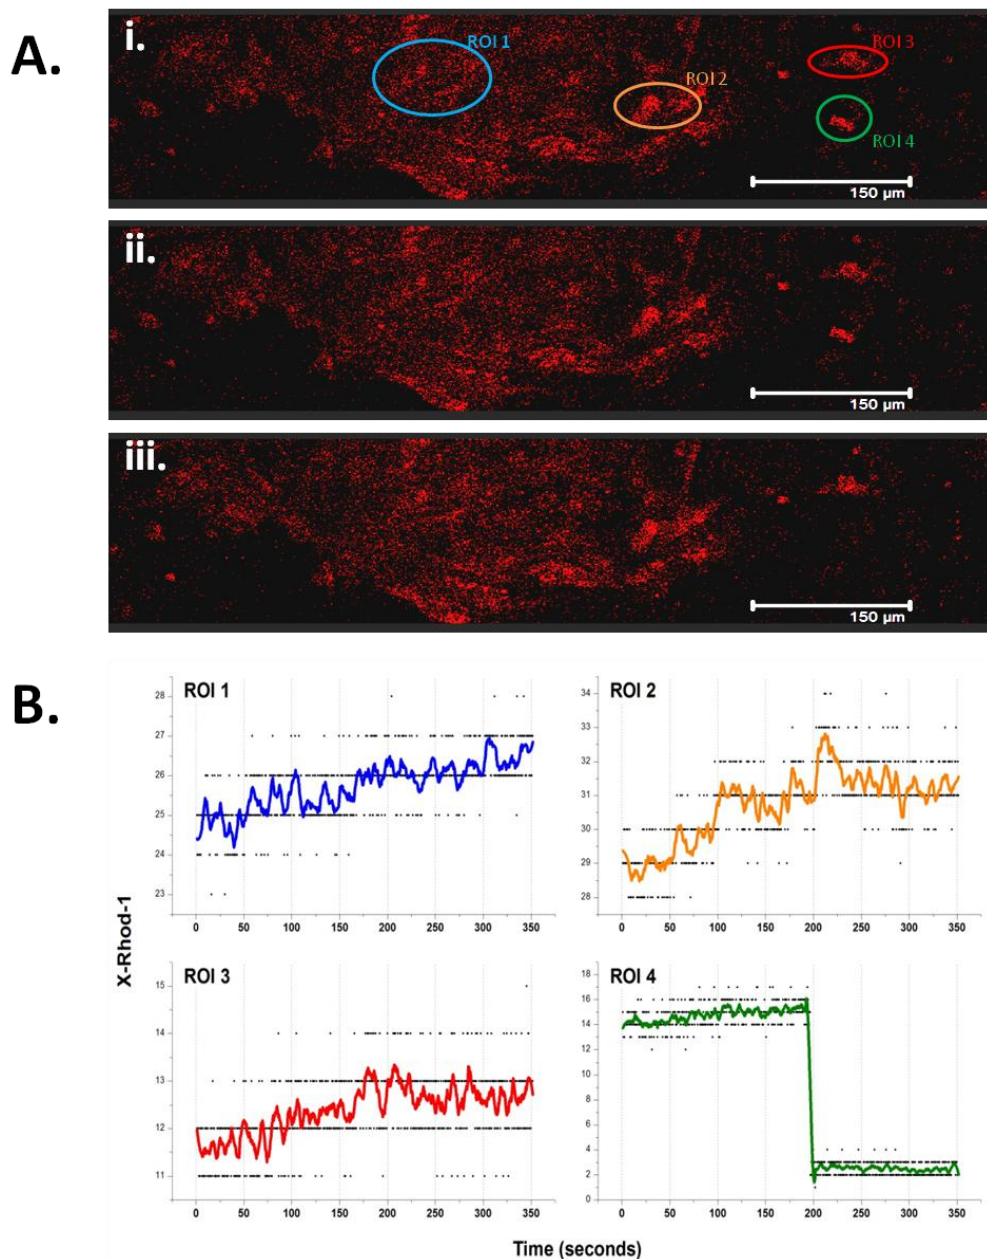 A.
i.
ROI 1
ROI 2
ROI 3
ROI 4
150 µm
ii.
150 µm
iii.
150 µm
B.
X-Rhod-1
ROI 1
28
27
26
25
24
23
0 50 100 150 200 250 300 350
ROI 2
34
33
32
31
30
29
28
0 50 100 150 200 250 300 350
ROI 3
15
14
13
12
11
0 50 100 150 200 250 300 350
ROI 4
18
16
14
12
10
8
6
4
2
0
0 50 100 150 200 250 300 350
Time (seconds)